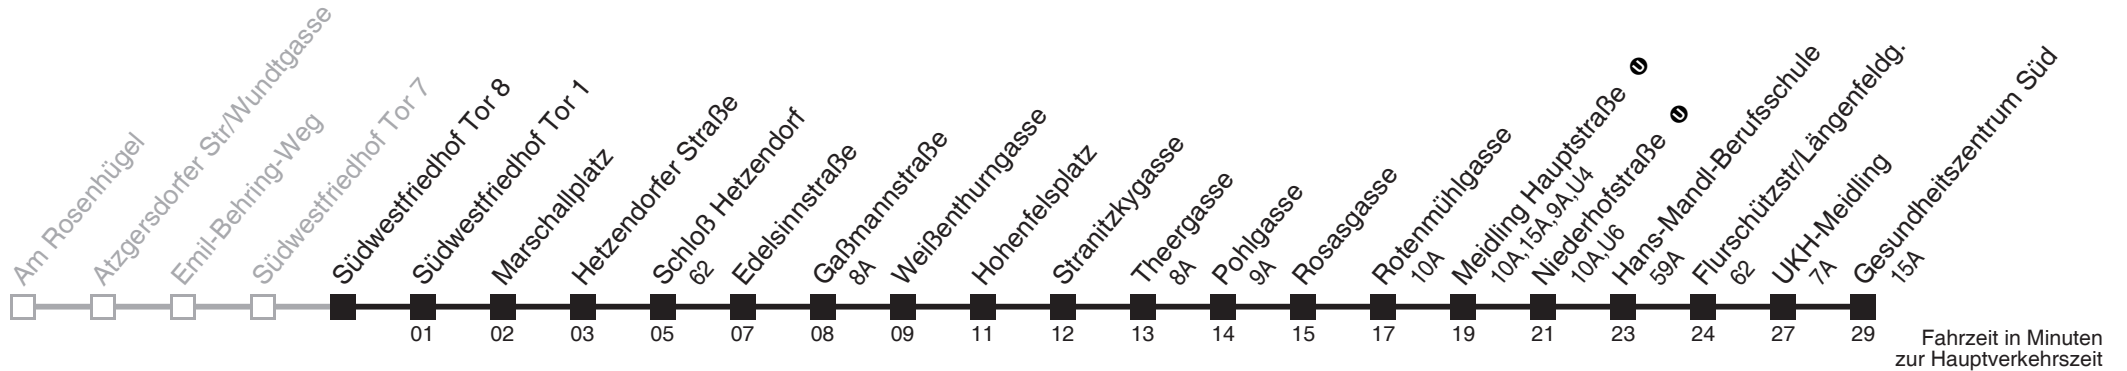 Am Rosenhügel
Atzgersdorfer Str/Wundtgasse
Emil-Behring-Weg
Südwestfriedhof Tor 7
Südwestfriedhof Tor 8
Südwestfriedhof Tor 1
Marschallplatz
Hetzendorfer Straße
Schloß Hetzendorf
62
Edelsinnstraße
Gaßmannstraße
8A
Weißenthurngasse
Hohenfelsplatz
Stranitzkygasse
Theergasse
8A
Pohlgasse
9A
Rosasgasse
Rotenmühlgasse
10A
Meidling Hauptstraße U
10A,15A,9A,U4
Niederhofstraße U
10A,U6
Hans-Mandl-Berufsschule
59A
Flurschützstr/Längenfeldg.
62
UKH-Meidling
7A
Gesundheitszentrum Süd
15A
01 02 03 05 07 08 09 11 12 13 14 15 17 19 21 23 24 27 29
Fahrzeit in Minuten
zur Hauptverkehrszeit